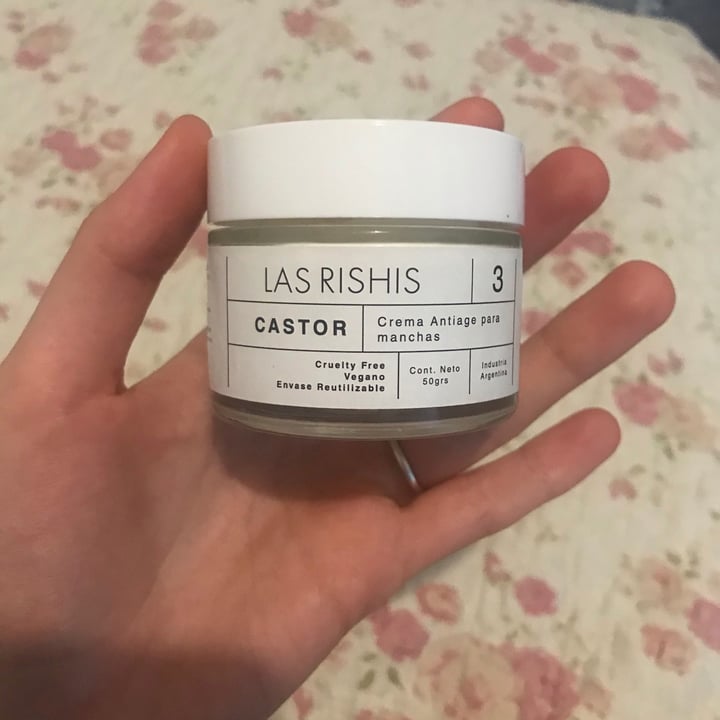 LAS RISHIS
3
CASTOR
Crema Antiage para
manchas
Cruelty Free
Vegano
Envase Reutilizable
Cont. Neto
50grs
Industria
Argentina